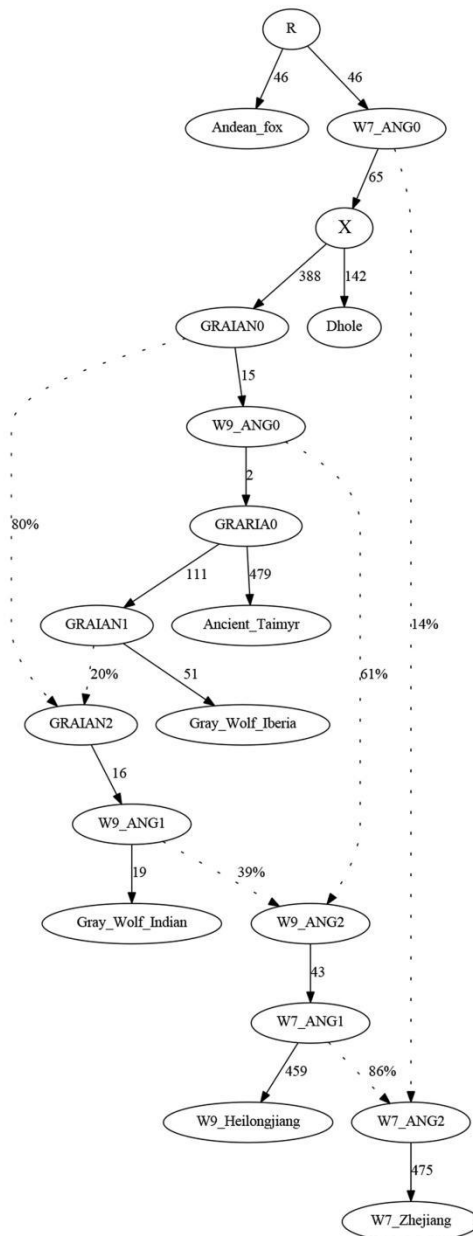 R
46
46
Andean_fox
W7_ANG0
65
X
388
142
GRAIAN0
Dhole
15
W9_ANG0
2
80%
GRARIA0
111
479
14%
GRAIAN1
Ancient_Taimyr
20%
51
61%
GRAIAN2
Gray_Wolf_Iberia
16
W9_ANG1
19
39%
Gray_Wolf_Indian
W9_ANG2
43
W7_ANG1
459
86%
W9_Heilongjiang
W7_ANG2
475
W7_Zhejiang